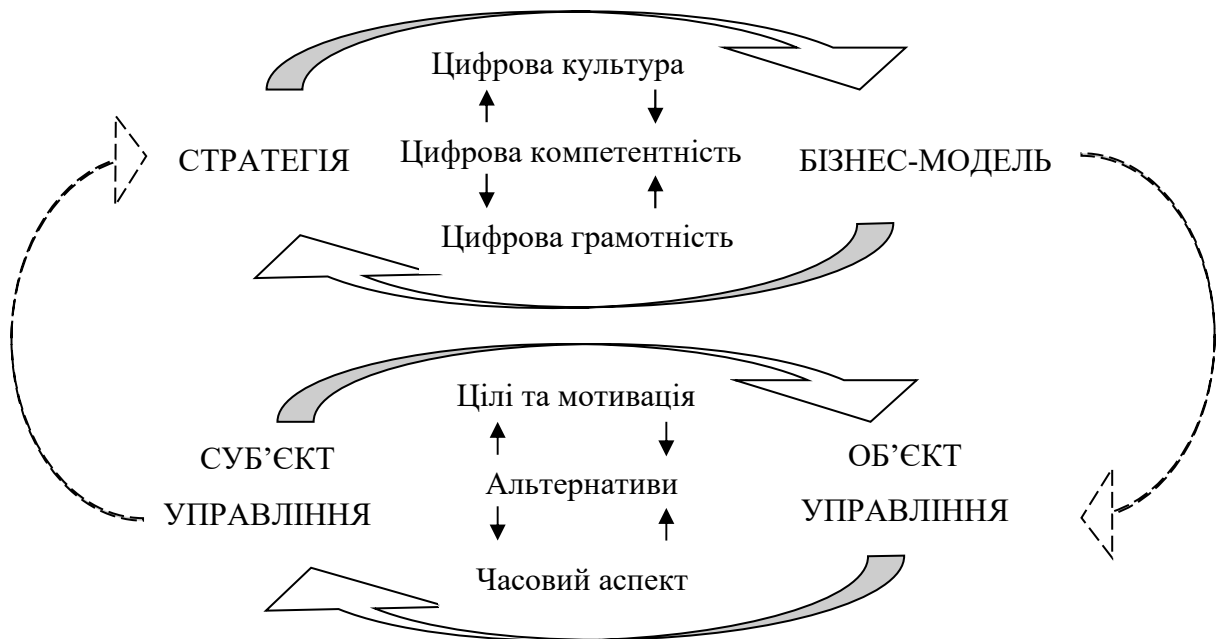 Цифрова культура
СТРАТЕГІЯ
Цифрова компетентність
БІЗНЕС-МОДЕЛЬ
Цифрова грамотність
Цілі та мотивація
СУБ’ЄКТ
УПРАВЛІННЯ
Альтернативи
ОБ’ЄКТ
УПРАВЛІННЯ
Часовий аспект